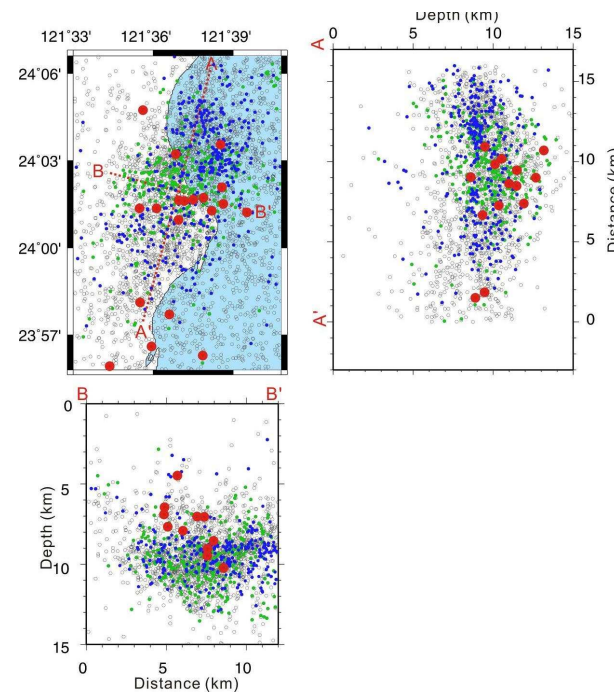 121°33' 121°36' 121°39'
24°06'
24°03'
24°00'
23°57'
A
B
B'
A'
Depth (km)
0 5 10 15
A
A'
15
10
5
0
Distance (km)
B B'
0
5
10
15
Depth (km)
0 5 10
Distance (km)